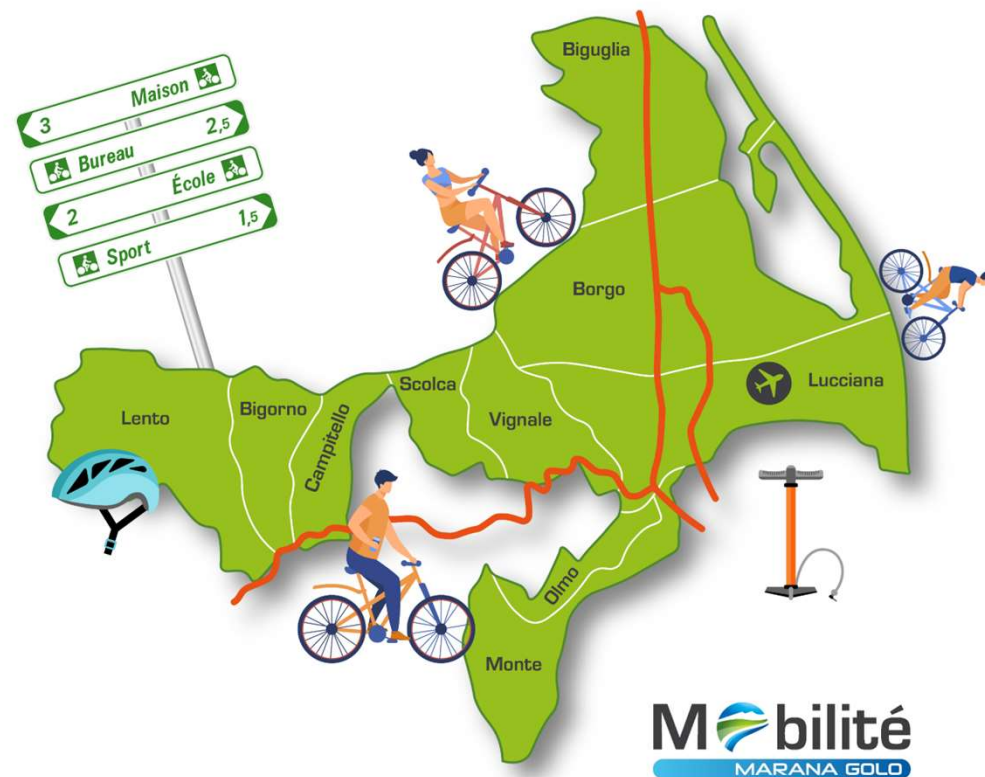 Maison
3
Bureau 2,5
École
2
Sport 1,5
Biguglia
Borgo
Lucciana
Scolca
Vignale
Lento
Bigorno
Campitello
Olmo
Monte
Mobilité
MARANA GOLO